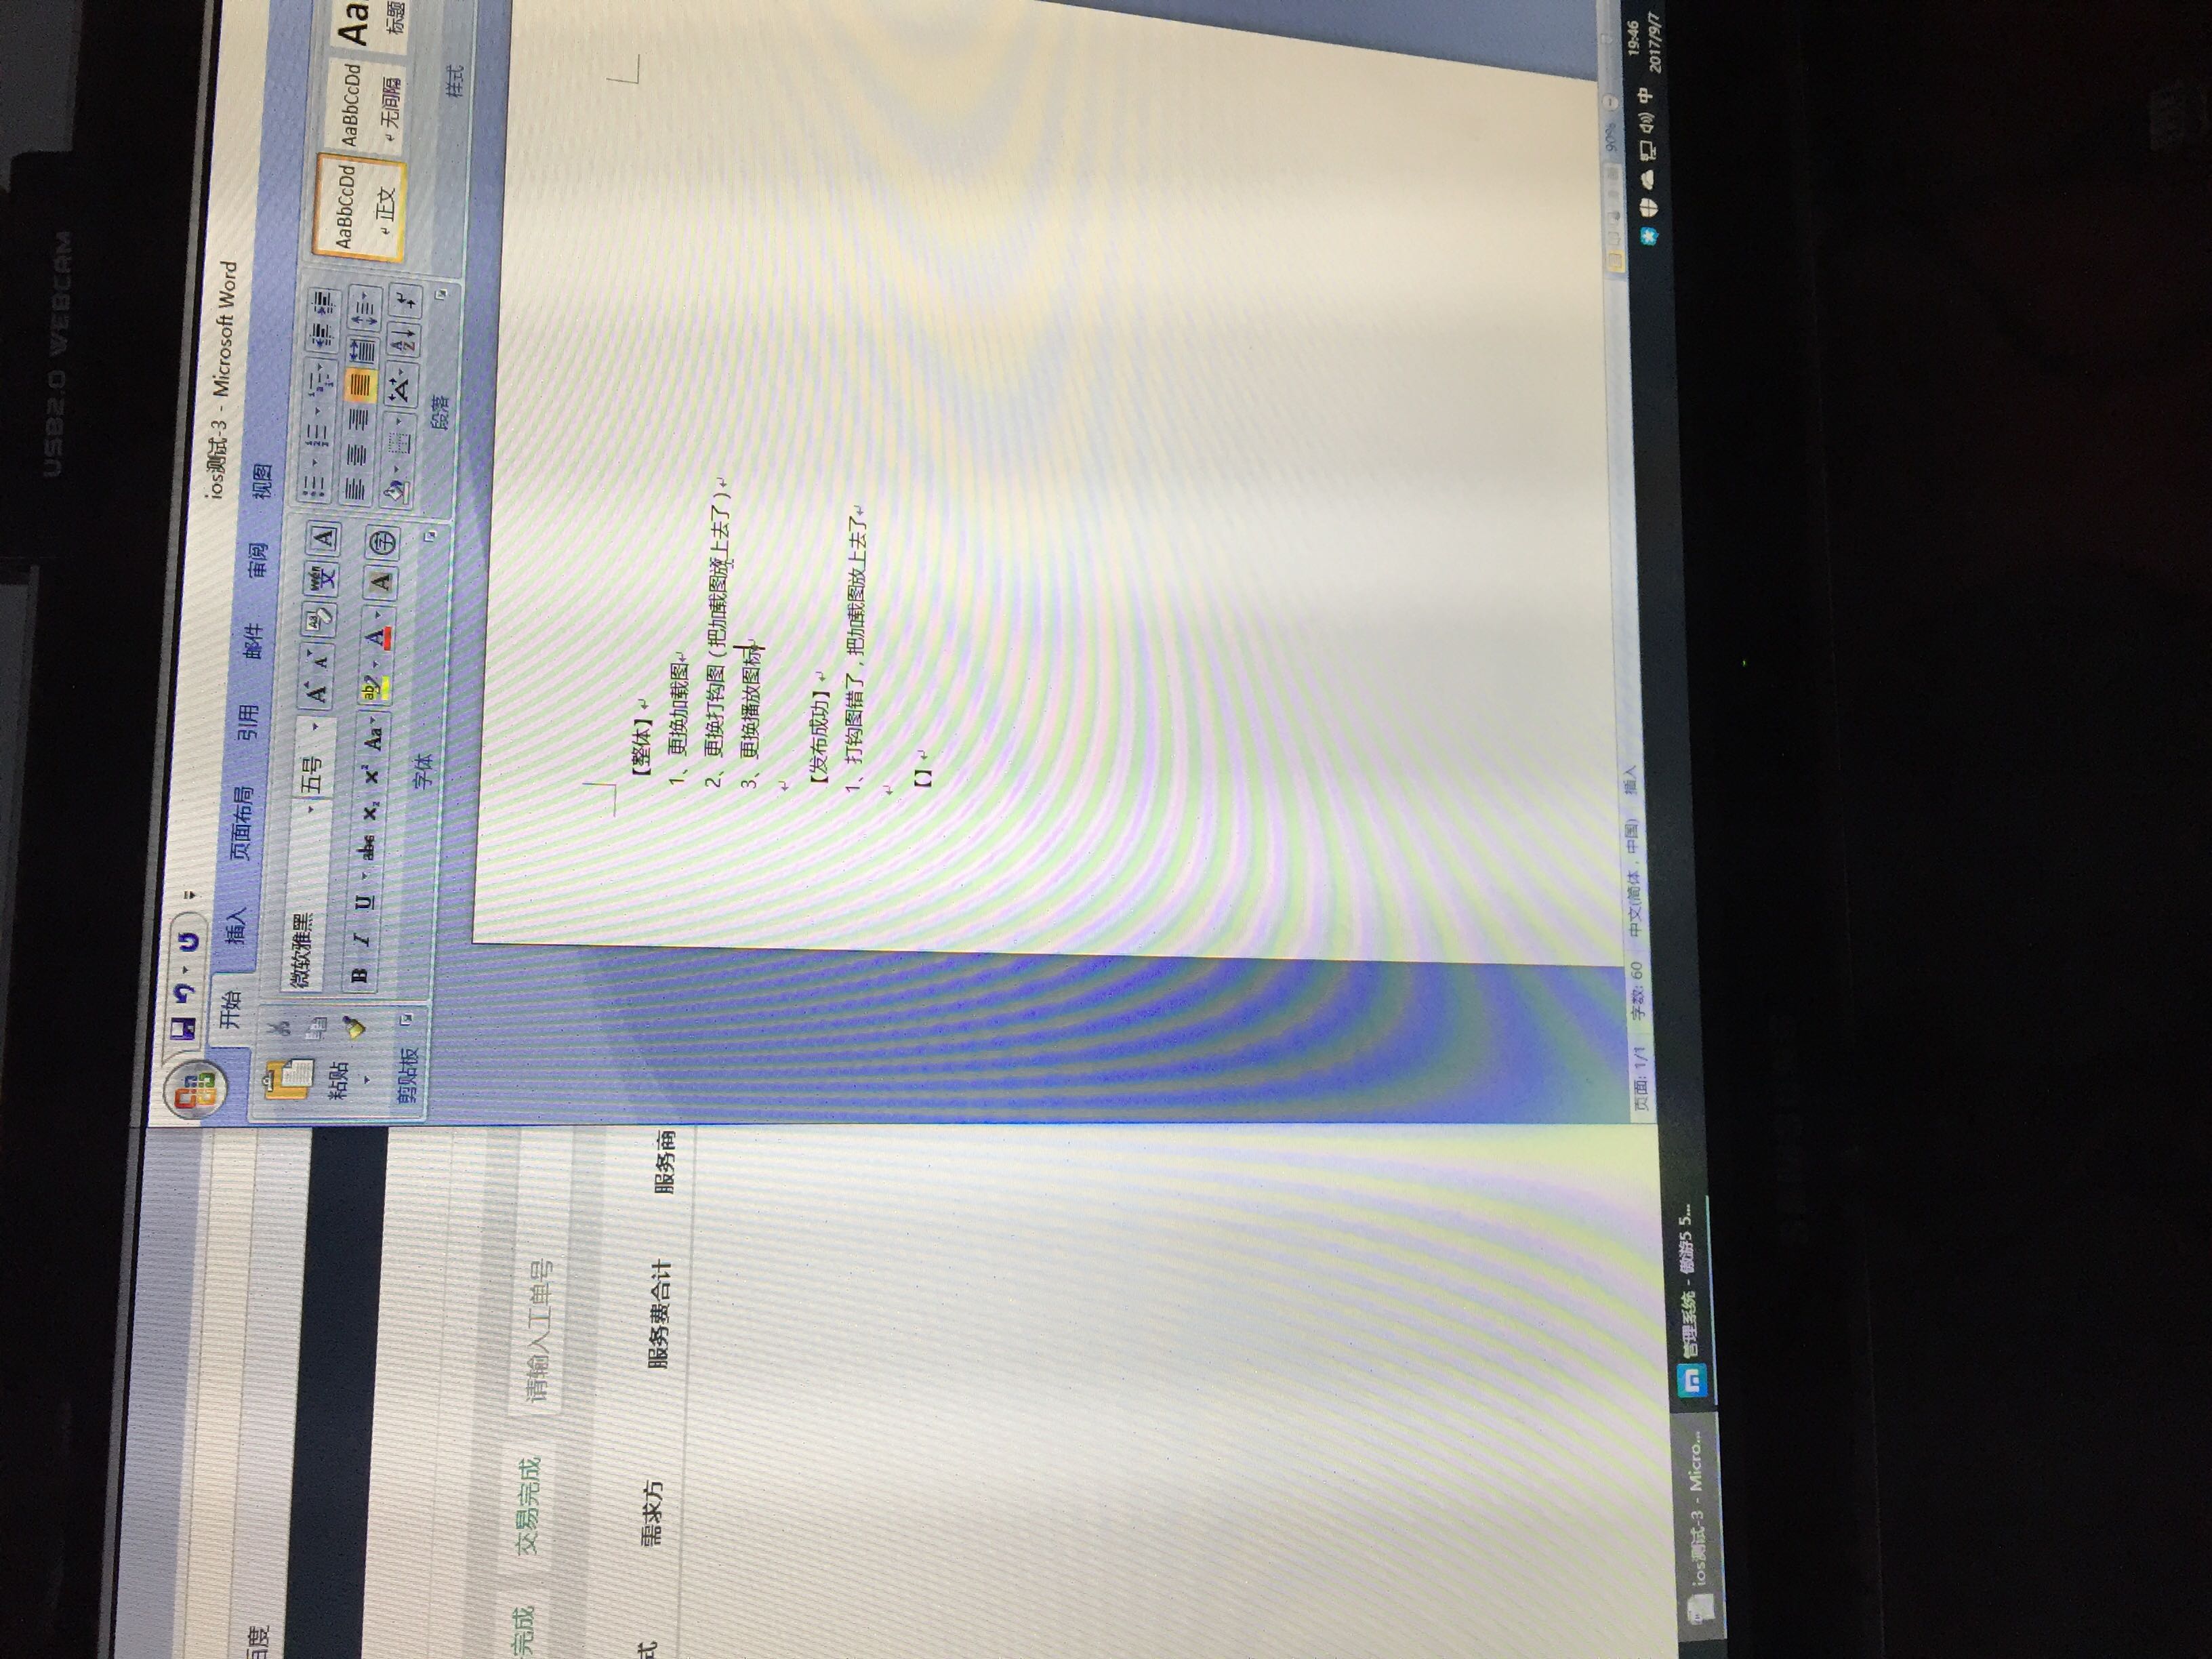 USB2.0 WEBCAM
ios测试-3 - Microsoft Word
开始 插入 页面布局 引用 邮件 审阅 视图
粘贴
剪贴板
微软雅黑 五号
字体
段落
AaBbCcDd AaBbCcDd
正文 无间隔 标题
样式
百度
完成 交易完成 请输入工单号
式 需求方 服务费合计 服务商
【整体】
1、更换加载图
2、更换打钩图（把加载图放上去了）
3、更换播放图标
【发布成功】
1、打钩图错了，把加载图放上去了
【】
页面: 1/1 字数: 60 中文(简体，中国) 插入
90%
ios测试-3 - Micro... 管理系统 - 傲游5 5...
中 19:46
2017/9/7